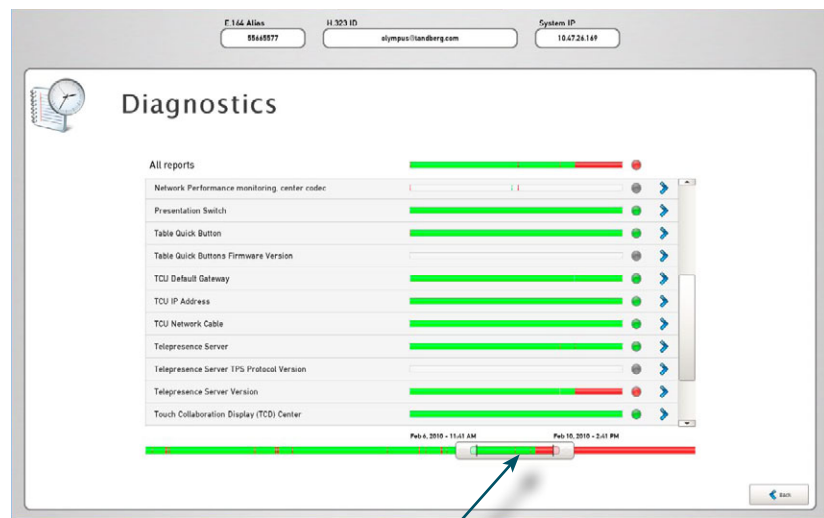 E.164 Alias H.323 ID System IP
55665577 olympus@tandberg.com 10.47.26.169
Diagnostics
All reports
Network Performance monitoring, center codec
Presentation Switch
Table Quick Button
Table Quick Buttons Firmware Version
TCU Default Gateway
TCU IP Address
TCU Network Cable
Telepresence Server
Telepresence Server TPS Protocol Version
Telepresence Server Version
Touch Collaboration Display (TCD) Center
Feb 6, 2010 - 11:41 AM Feb 10, 2010 - 2:41 PM
Back